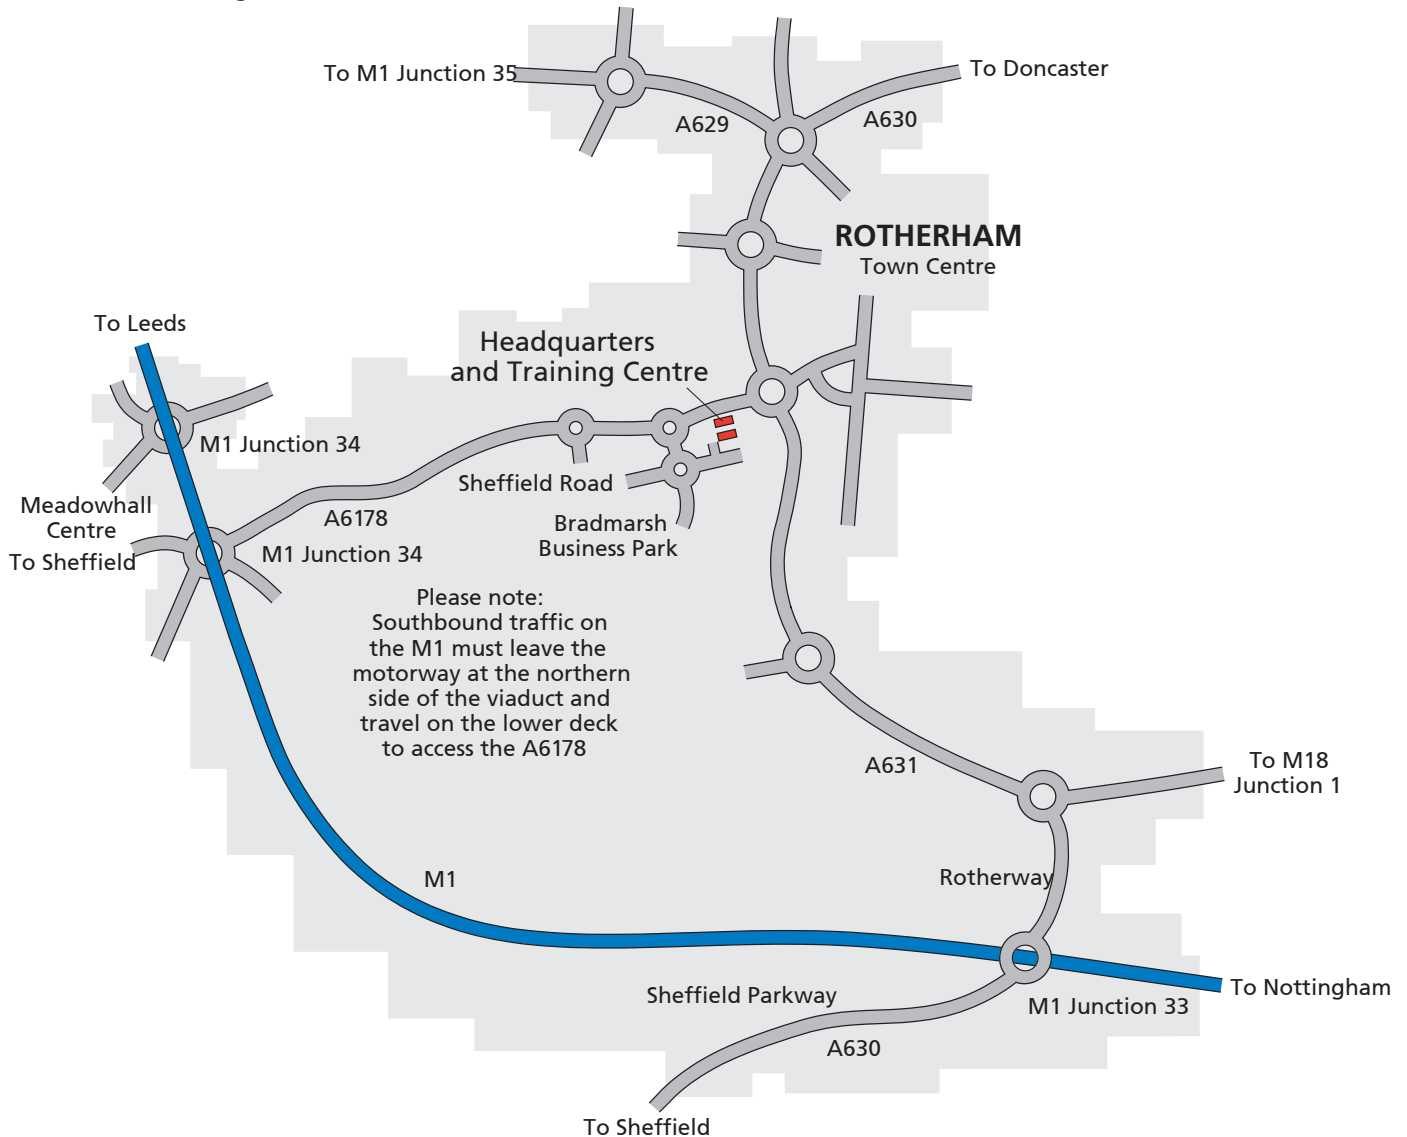 To M1 Junction 35
To Doncaster
A629
A630
ROTHERHAM
Town Centre
To Leeds
Headquarters
and Training Centre
M1 Junction 34
Meadowhall
Centre
To Sheffield
A6178
Sheffield Road
Bradmarsh
Business Park
M1 Junction 34
Please note:
Southbound traffic on
the M1 must leave the
motorway at the northern
side of the viaduct and
travel on the lower deck
to access the A6178
A631
To M18
Junction 1
M1
Rotherway
Sheffield Parkway
To Nottingham
M1 Junction 33
A630
To Sheffield